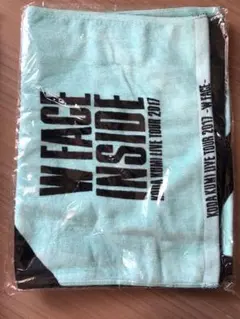 W FACE
INSIDE
KODA KUMI LIVE TOUR 2017
KODA KUMI LIVE TOUR 2017 -W FACE-